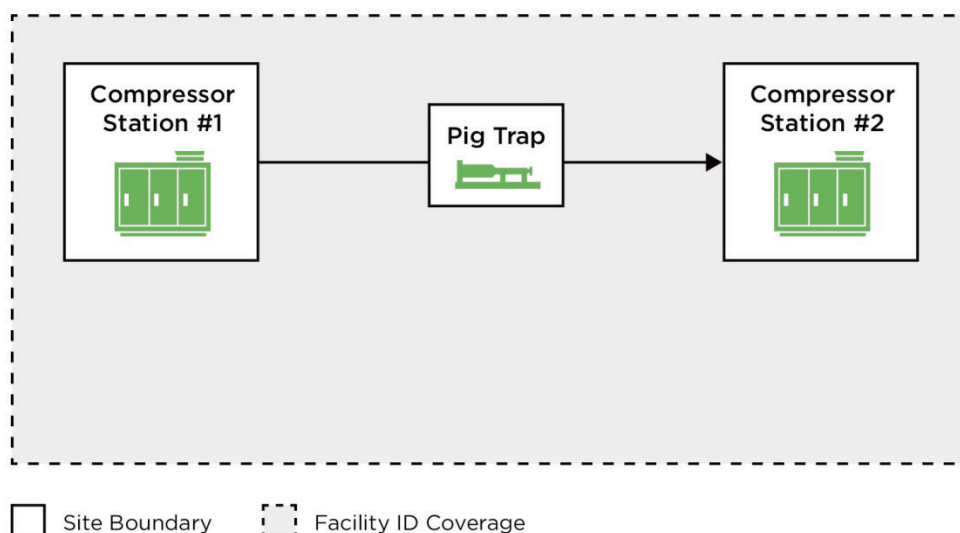 Compressor
Station #1
Pig Trap
Compressor
Station #2
Site Boundary
Facility ID Coverage